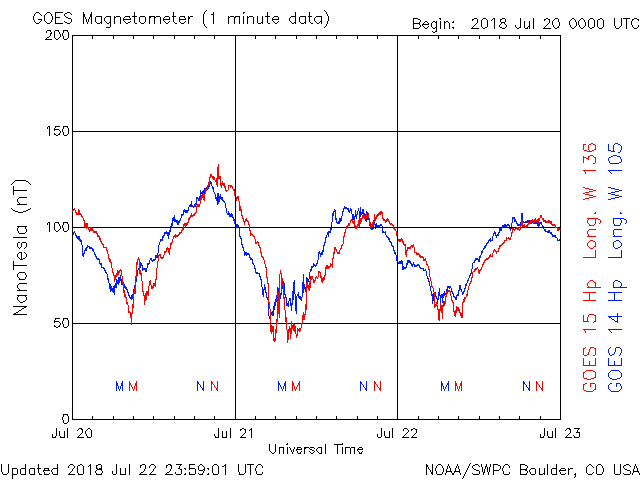 GOES Magnetometer (1 minute data)
Begin: 2018 Jul 20 0000 UTC
200
150
100
50
0
NanoTesla (nT)
M M N N M M N N M M N N
Jul 20 Jul 21 Jul 22 Jul 23
Universal Time
GOES 15 Hp Long. W 136
GOES 14 Hp Long. W 105
Updated 2018 Jul 22 23:59:01 UTC
NOAA/SWPC Boulder, CO USA